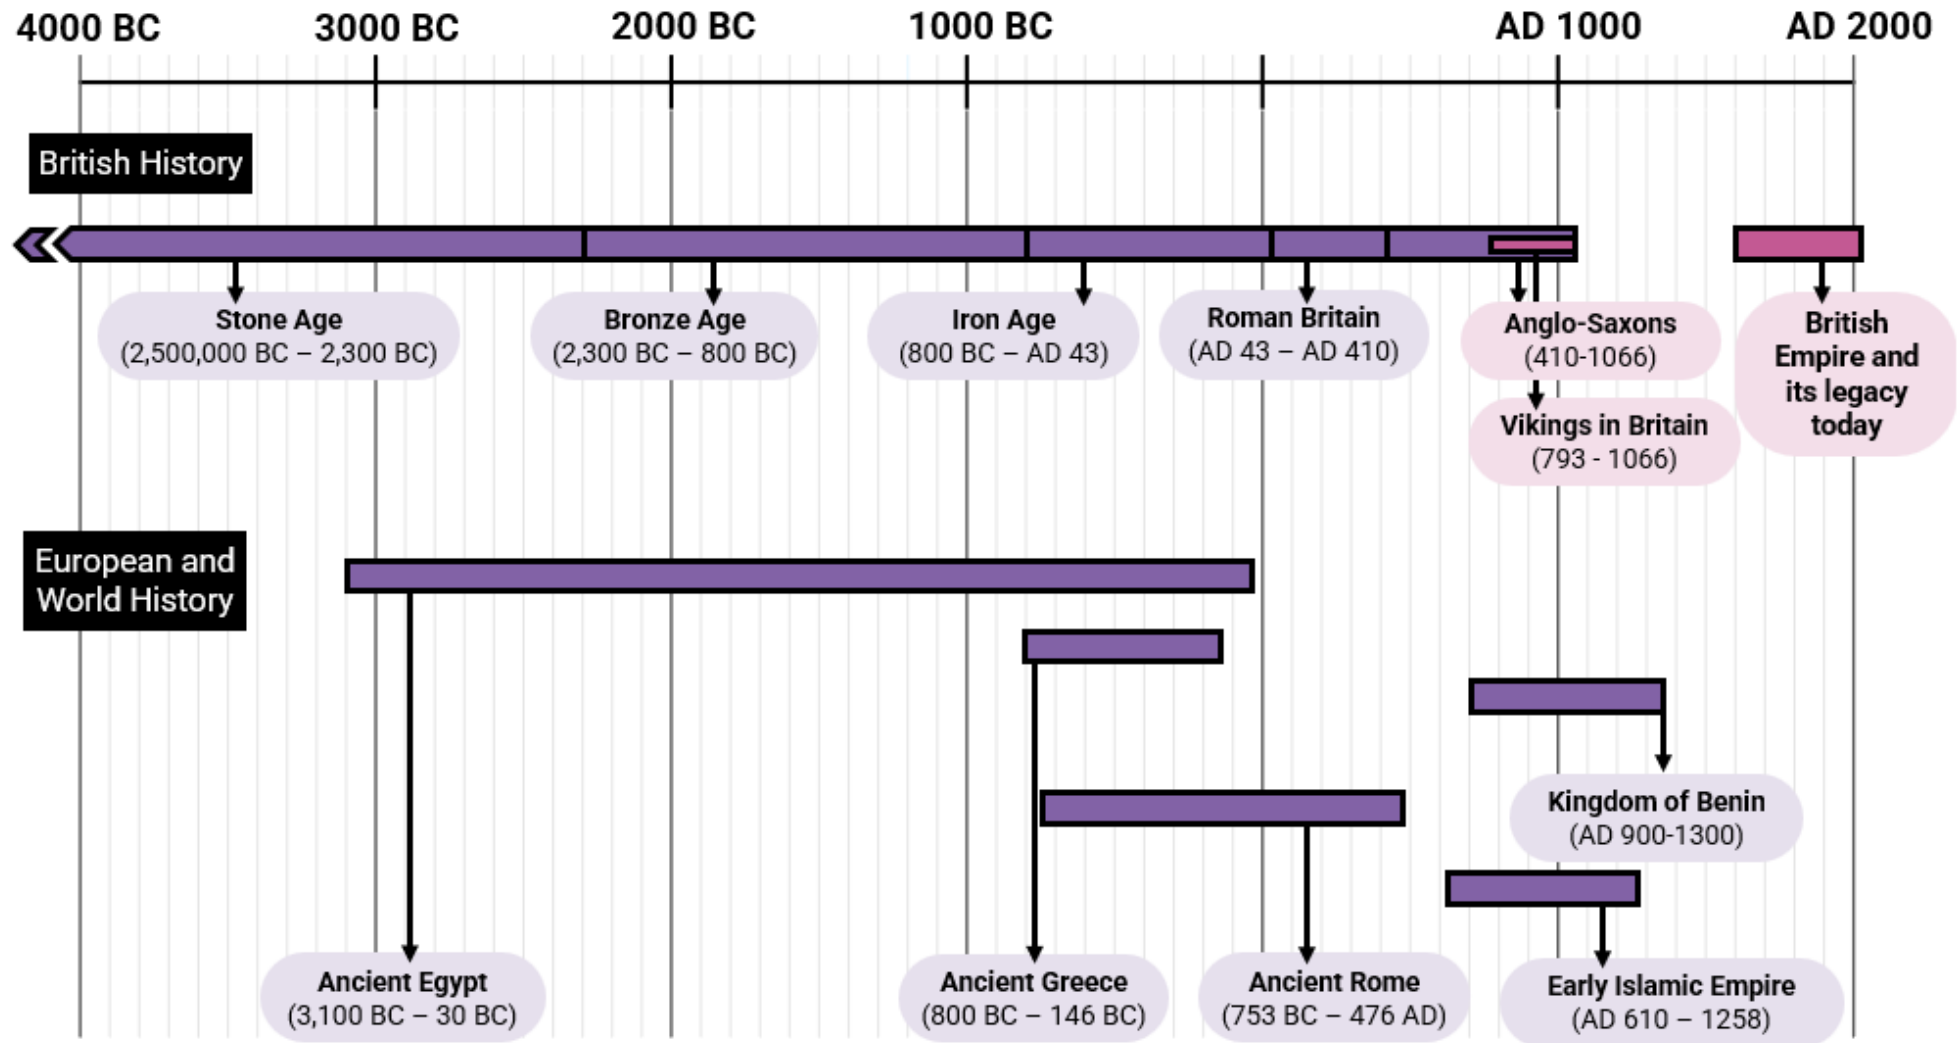 4000 BC 3000 BC 2000 BC 1000 BC AD 1000 AD 2000
British History
Stone Age
(2,500,000 BC – 2,300 BC)
Bronze Age
(2,300 BC – 800 BC)
Iron Age
(800 BC – AD 43)
Roman Britain
(AD 43 – AD 410)
Anglo-Saxons
(410-1066)
Vikings in Britain
(793 - 1066)
British
Empire and
its legacy
today
European and
World History
Kingdom of Benin
(AD 900-1300)
Ancient Egypt
(3,100 BC – 30 BC)
Ancient Greece
(800 BC – 146 BC)
Ancient Rome
(753 BC – 476 AD)
Early Islamic Empire
(AD 610 – 1258)